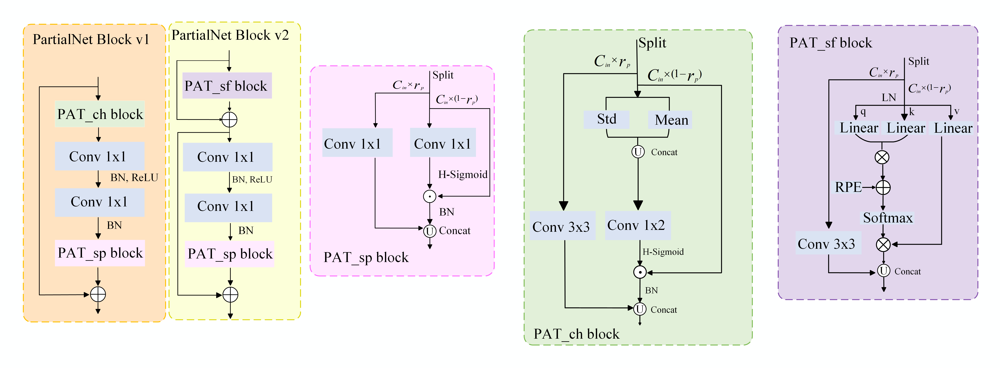 PartialNet Block v1
PAT_ch block
Conv 1x1
BN, ReLU
Conv 1x1
BN
PAT_sp block
PartialNet Block v2
PAT_sf block
Conv 1x1
BN, ReLU
Conv 1x1
BN
PAT_sp block
Split
C_in × r_p
C_in × (1 − r_p)
Conv 1x1
Conv 1x1
H-Sigmoid
BN
U Concat
PAT_sp block
Split
C_in × r_p
C_in × (1 − r_p)
Std
Mean
U Concat
Conv 3x3
Conv 1x2
H-Sigmoid
BN
U Concat
PAT_ch block
PAT_sf block
Split
C_in × r_p
C_in × (1 − r_p)
LN
q k v
Linear Linear Linear
RPE
Softmax
Conv 3x3
U Concat